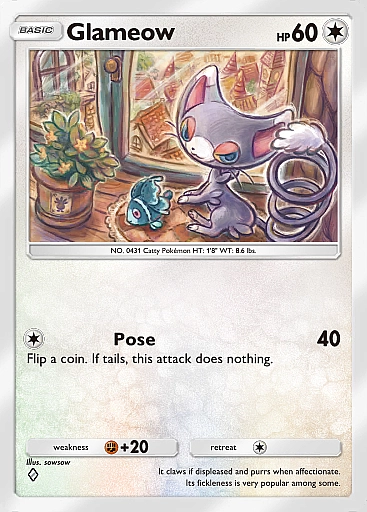 BASIC Glameow HP 60
NO. 0431 Catty Pokémon HT: 1'8" WT: 8.6 lbs.
Pose 40
Flip a coin. If tails, this attack does nothing.
weakness +20 retreat
Illus. sowsow
It claws if displeased and purrs when affectionate.
Its fickleness is very popular among some.